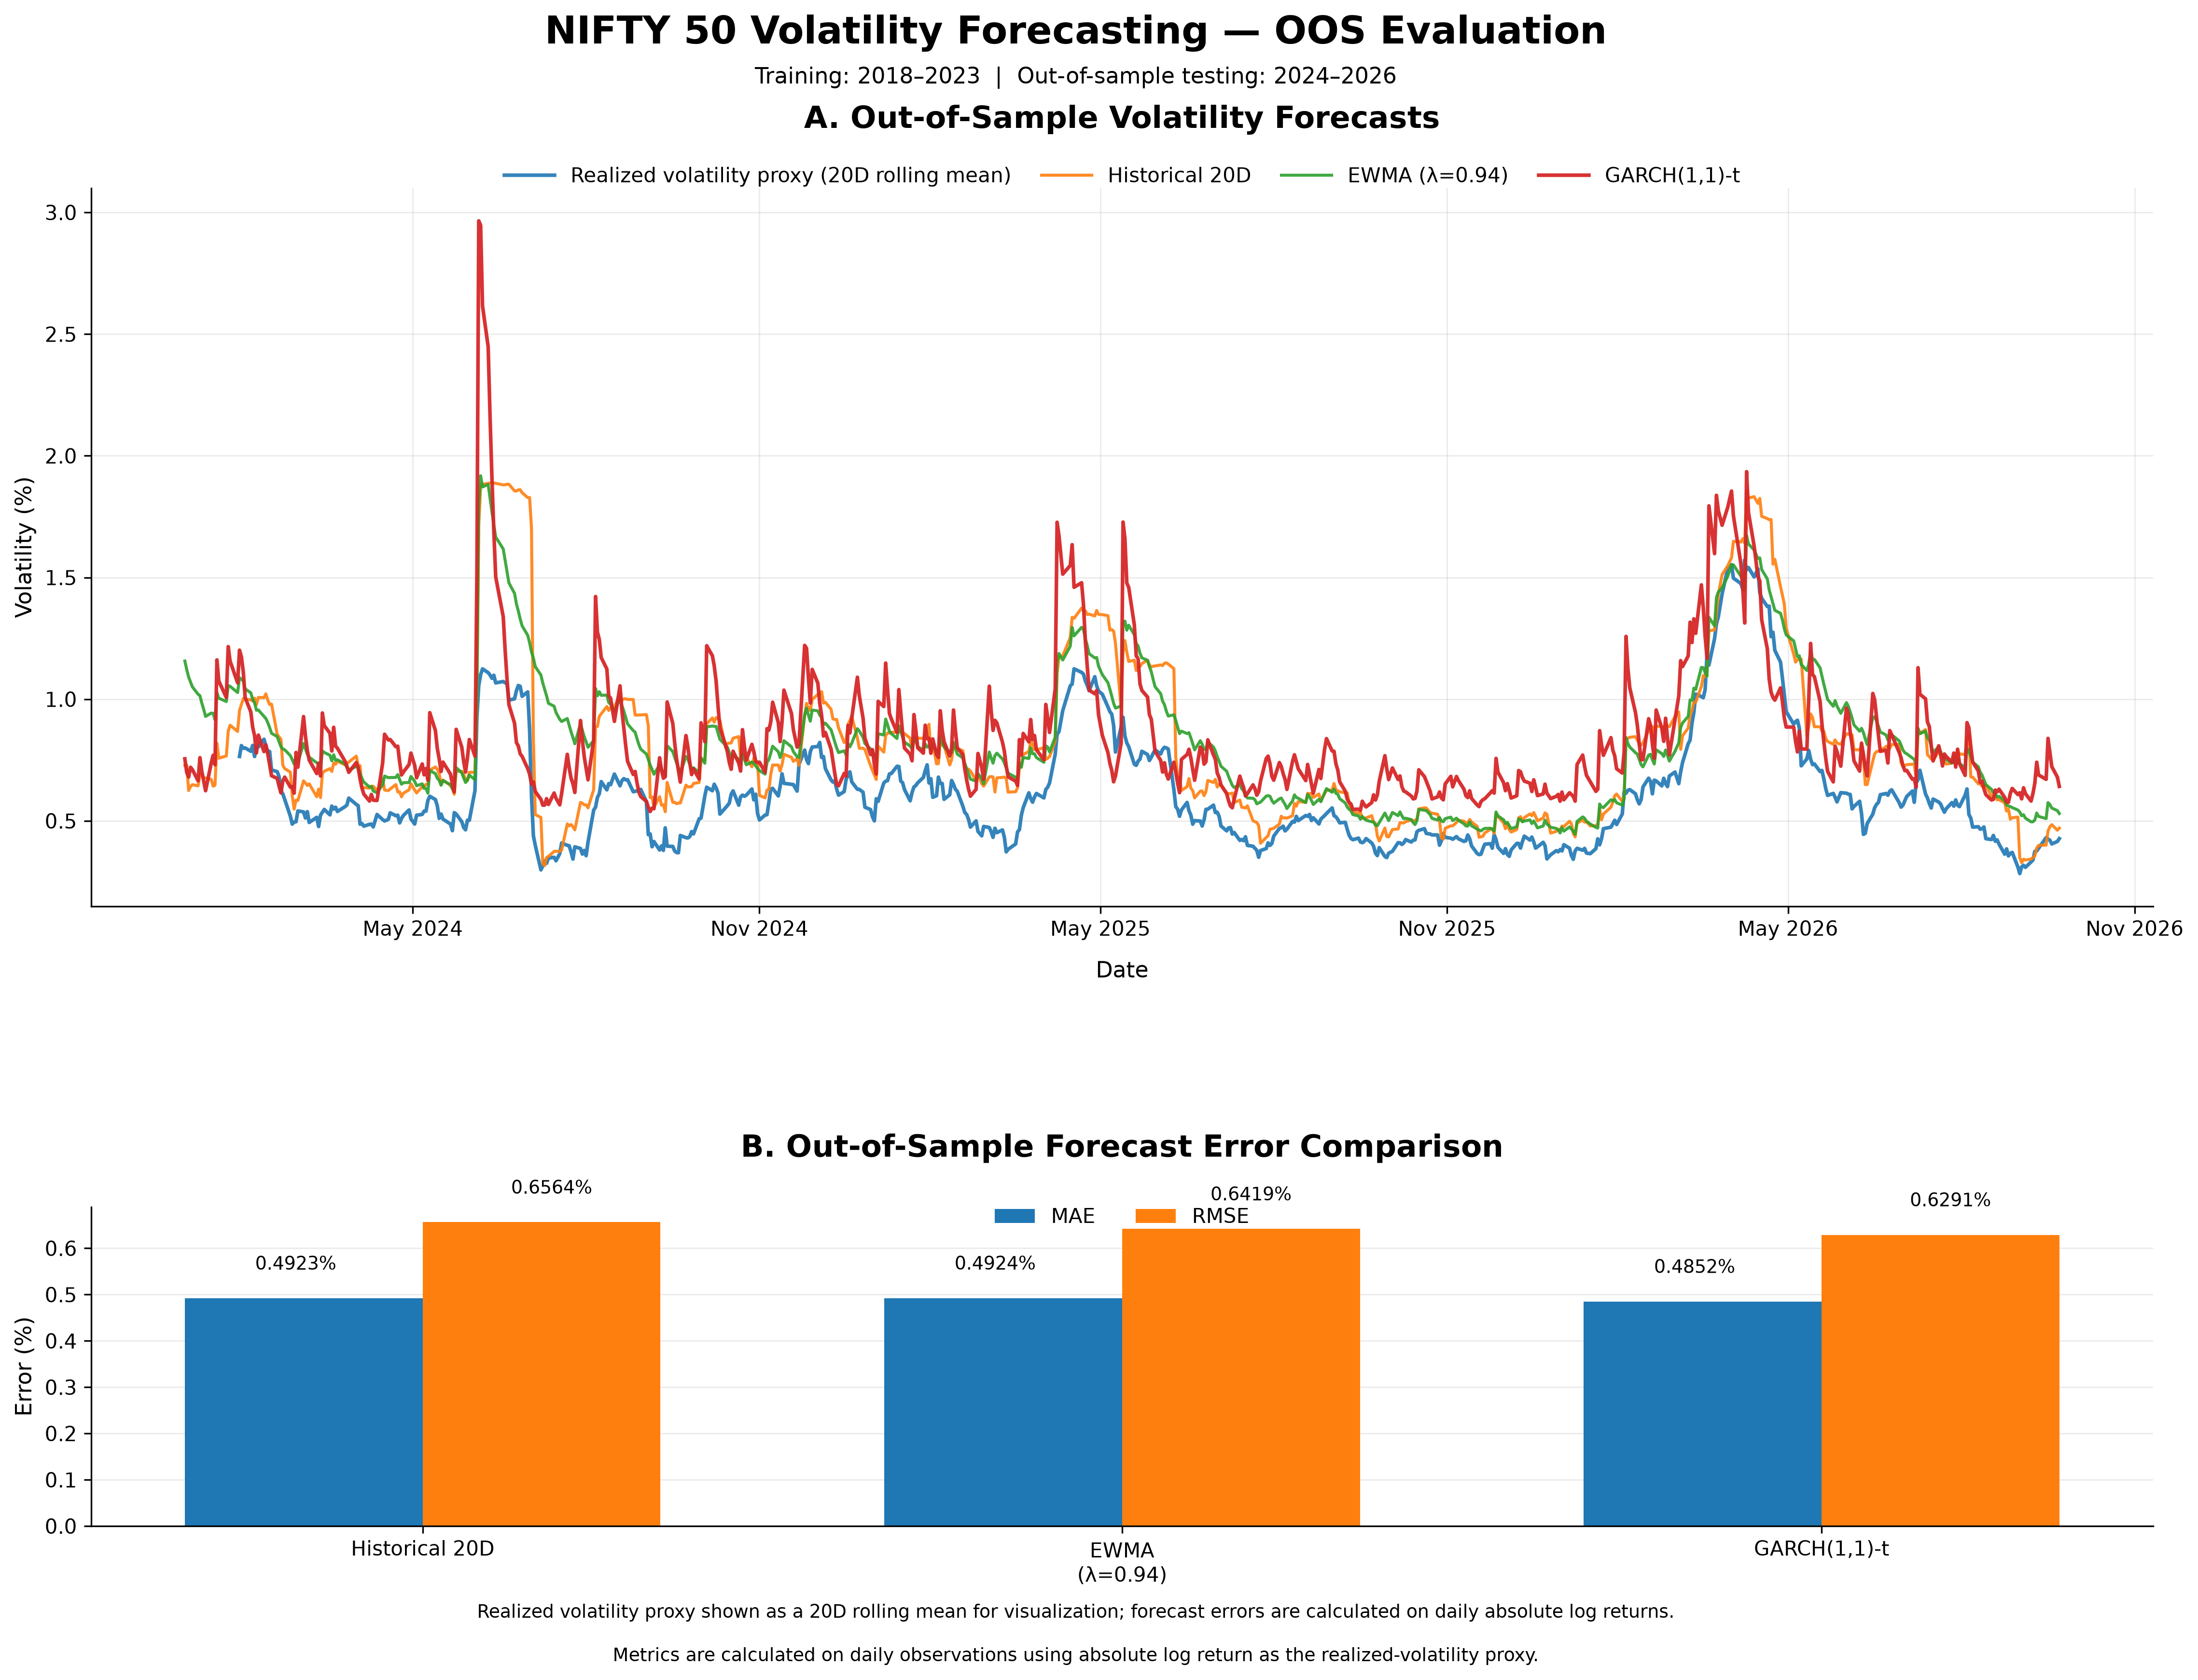 NIFTY 50 Volatility Forecasting — OOS Evaluation
Training: 2018–2023 | Out-of-sample testing: 2024–2026
A. Out-of-Sample Volatility Forecasts
Realized volatility proxy (20D rolling mean) Historical 20D EWMA (λ=0.94) GARCH(1,1)-t
3.0
2.5
2.0
1.5
1.0
0.5
Volatility (%)
May 2024 Nov 2024 May 2025 Nov 2025 May 2026 Nov 2026
Date
B. Out-of-Sample Forecast Error Comparison
0.6564% 0.6419% 0.6291%
MAE RMSE
0.4923% 0.4924% 0.4852%
0.6
0.5
0.4
0.3
0.2
0.1
0.0
Error (%)
Historical 20D EWMA GARCH(1,1)-t
(λ=0.94)
Realized volatility proxy shown as a 20D rolling mean for visualization; forecast errors are calculated on daily absolute log returns.
Metrics are calculated on daily observations using absolute log return as the realized-volatility proxy.